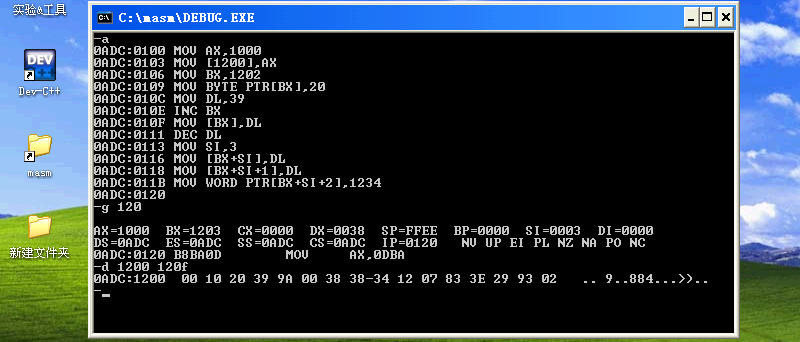 实验&工具
Dev-C++
masm
新建文件夹
C:\masm\DEBUG.EXE
-a
0ADC:0100 MOV AX,1000
0ADC:0103 MOV [1200],AX
0ADC:0106 MOV BX,1202
0ADC:0109 MOV BYTE PTR[BX],20
0ADC:010C MOV DL,39
0ADC:010E INC BX
0ADC:010F MOV [BX],DL
0ADC:0111 DEC DL
0ADC:0113 MOV SI,3
0ADC:0116 MOV [BX+SI],DL
0ADC:0118 MOV [BX+SI+1],DL
0ADC:011B MOV WORD PTR[BX+SI+2],1234
0ADC:0120
-g 120
AX=1000 BX=1203 CX=0000 DX=0038 SP=FFEE BP=0000 SI=0003 DI=0000
DS=0ADC ES=0ADC SS=0ADC CS=0ADC IP=0120 NV UP EI PL NZ NA PO NC
0ADC:0120 B8BA0D MOV AX,0DBA
-d 1200 120f
0ADC:1200 00 10 20 39 9A 00 38 38-34 12 07 83 3E 29 93 02 .. 9..884...>)..
-